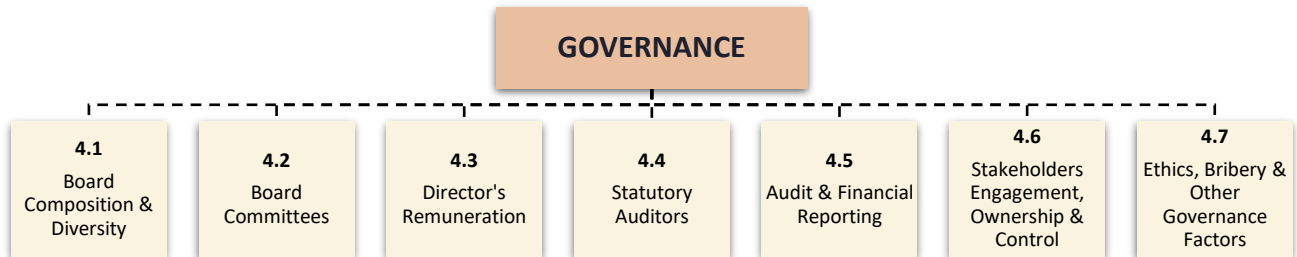 GOVERNANCE
4.1
Board
Composition &
Diversity
4.2
Board
Committees
4.3
Director's
Remuneration
4.4
Statutory
Auditors
4.5
Audit & Financial
Reporting
4.6
Stakeholders
Engagement,
Ownership &
Control
4.7
Ethics, Bribery &
Other
Governance
Factors